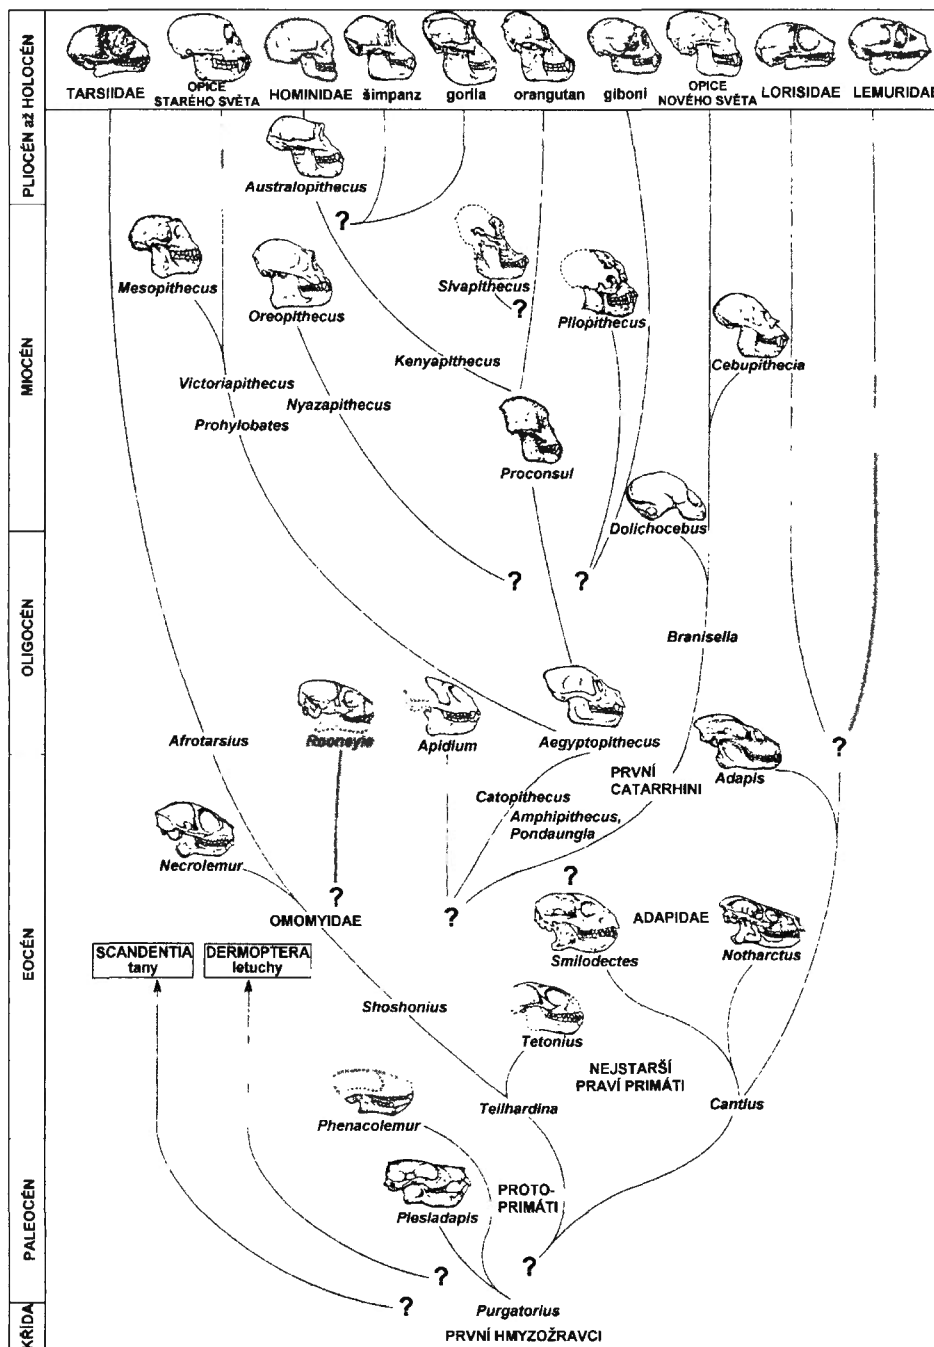 TARSIIDAE
OPICE
STARÉHO SVĚTA
HOMINIDAE
šimpanz
gorila
orangutan
giboni
OPICE
NOVÉHO SVĚTA
LORISIDAE
LEMURIDAE
PLIOCÉN až HOLOCÉN
Australopithecus
?
MIOCÉN
Mesopithecus
Oreopithecus
Sivapithecus
?
Pliopithecus
Cebupithecia
Kenyapithecus
Victoriapithecus
Nyazapithecus
Prohylobates
Proconsul
Dolichocebus
OLIGOCÉN
?
?
Branisella
Afrotarsius
Rooneyia
Apidium
Aegyptopithecus
Adapis
?
PRVNÍ
CATARRHINI
EOCÉN
Catopithecus
Amphipithecus,
Pondaungia
Necrolemur
?
OMOMYIDAE
?
?
ADAPIDAE
Smilodectes
Notharctus
SCANDENTIA
tany
DERMOPTERA
letuchy
Shoshonius
Tetonius
NEJSTARŠÍ
PRAVÍ PRIMÁTI
Teilhardina
Cantius
PALEOCÉN
Phenacolemur
Plesiadapis
PROTO-
PRIMÁTI
?
?
?
KŘÍDA
Purgatorius
PRVNÍ HMYZOŽRAVCI